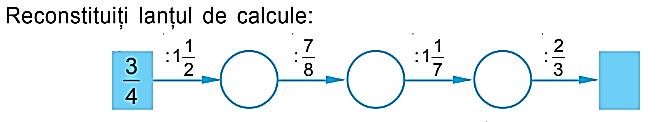 Reconstituiți lanțul de calcule:
3/4 :1 1/2 :7/8 :1 1/7 :2/3